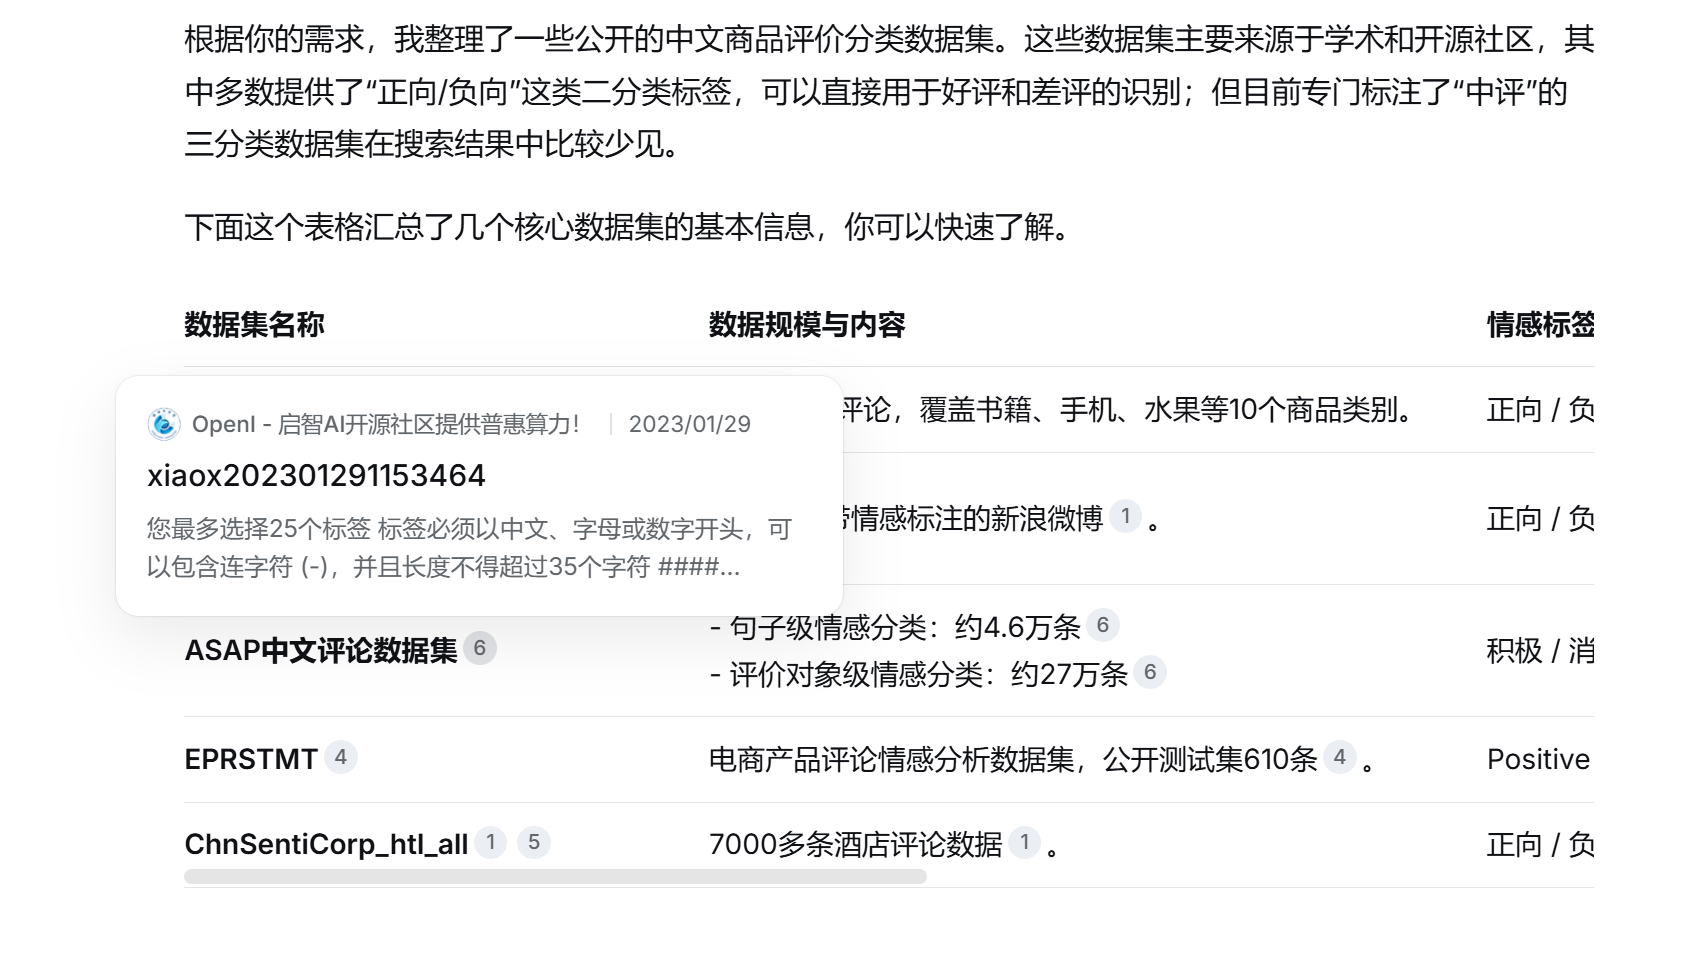 根据你的需求，我整理了一些公开的中文商品评价分类数据集。这些数据集主要来源于学术和开源社区，其
中多数提供了“正向/负向”这类二分类标签，可以直接用于好评和差评的识别；但目前专门标注了“中评”的
三分类数据集在搜索结果中比较少见。
下面这个表格汇总了几个核心数据集的基本信息，你可以快速了解。
数据集名称 数据规模与内容 情感标签
评论，覆盖书籍、手机、水果等10个商品类别。 正向 / 负
OpenI - 启智AI开源社区提供普惠算力！ 2023/01/29
xiaox202301291153464
您最多选择25个标签 标签必须以中文、字母或数字开头，可
以包含连字符 (-)，并且长度不得超过35个字符 ####...
情感标注的新浪微博 1 。 正向 / 负
- 句子级情感分类：约4.6万条 6
ASAP中文评论数据集 6 积极 / 消
- 评价对象级情感分类：约27万条 6
EPRSTMT 4 电商产品评论情感分析数据集，公开测试集610条 4 。 Positive
ChnSentiCorp_htl_all 1 5 7000多条酒店评论数据 1 。 正向 / 负